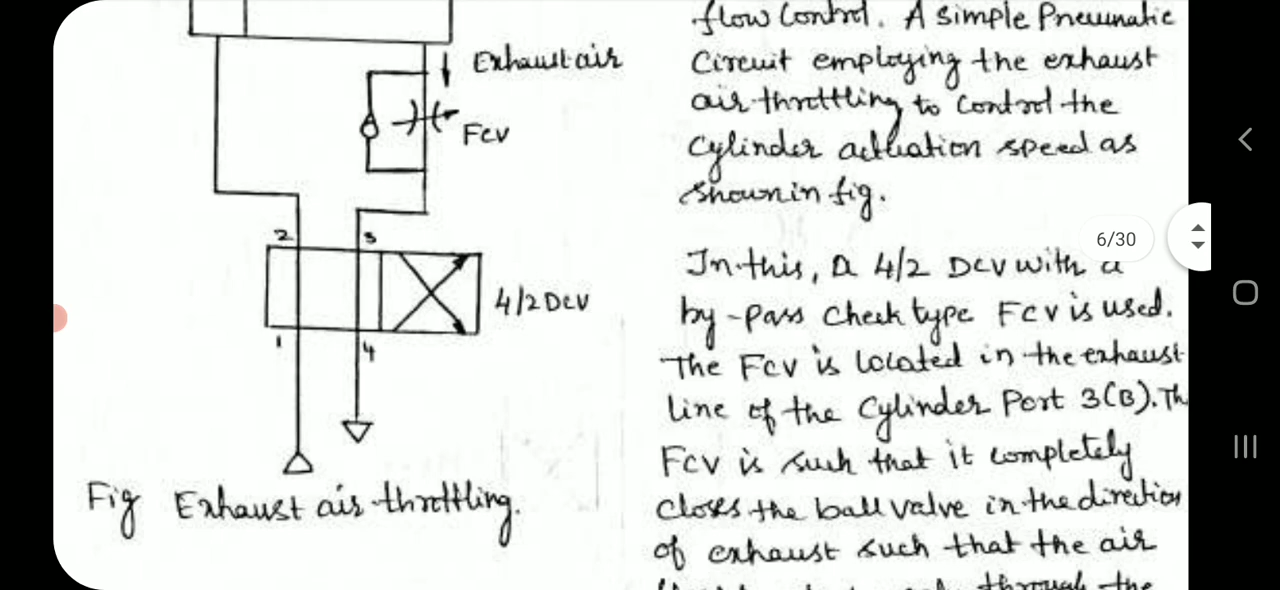 Exhaust air
Fcv
2 3
4/2 DCV
1 4
Fig Exhaust air throttling.
flow Control. A simple Pneumatic
Circuit employing the exhaust
air throttling to Control the
Cylinder actuation speed as
shown in fig.
6/30
In this, a 4/2 DCV with a
by-pass Check type FCV is used.
The FCV is located in the exhaust
line of the Cylinder Port 3(B). Th
FCV is such that it completely
closes the ball valve in the direction
of exhaust such that the air
through the